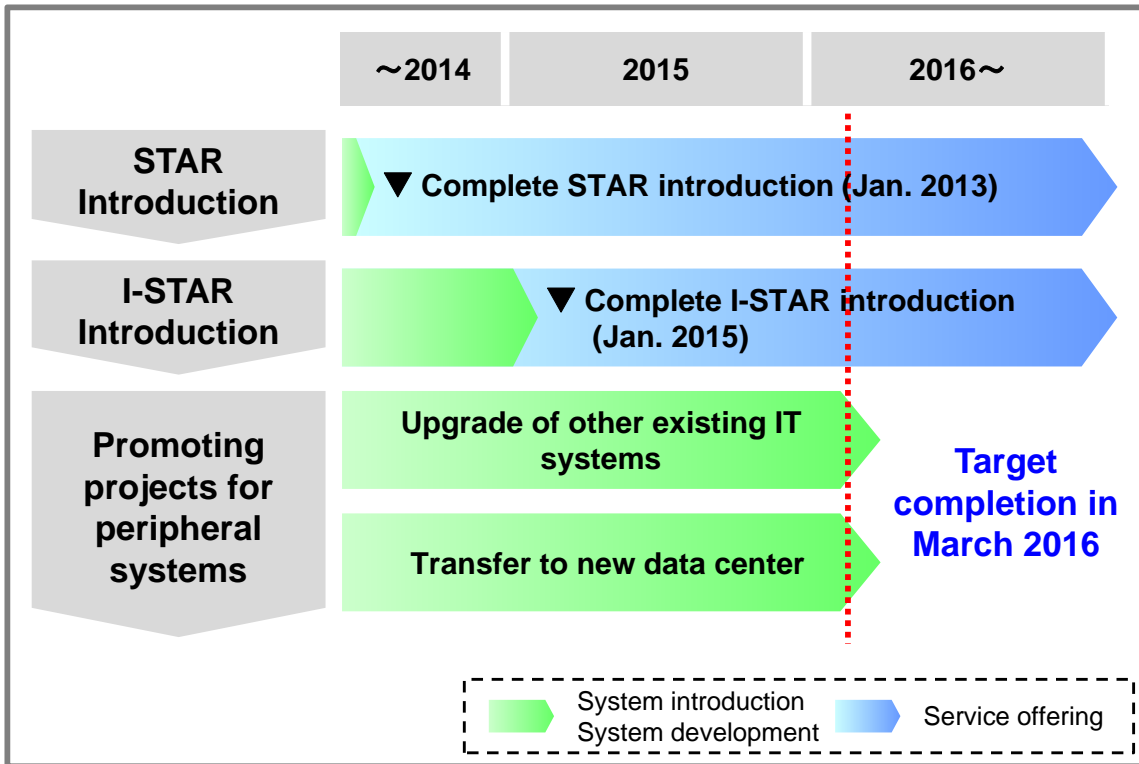 ～2014
2015
2016～
STAR
Introduction
▼ Complete STAR introduction (Jan. 2013)
I-STAR
Introduction
▼ Complete I-STAR introduction
(Jan. 2015)
Promoting
projects for
peripheral
systems
Upgrade of other existing IT
systems
Transfer to new data center
Target
completion in
March 2016
System introduction
System development
Service offering